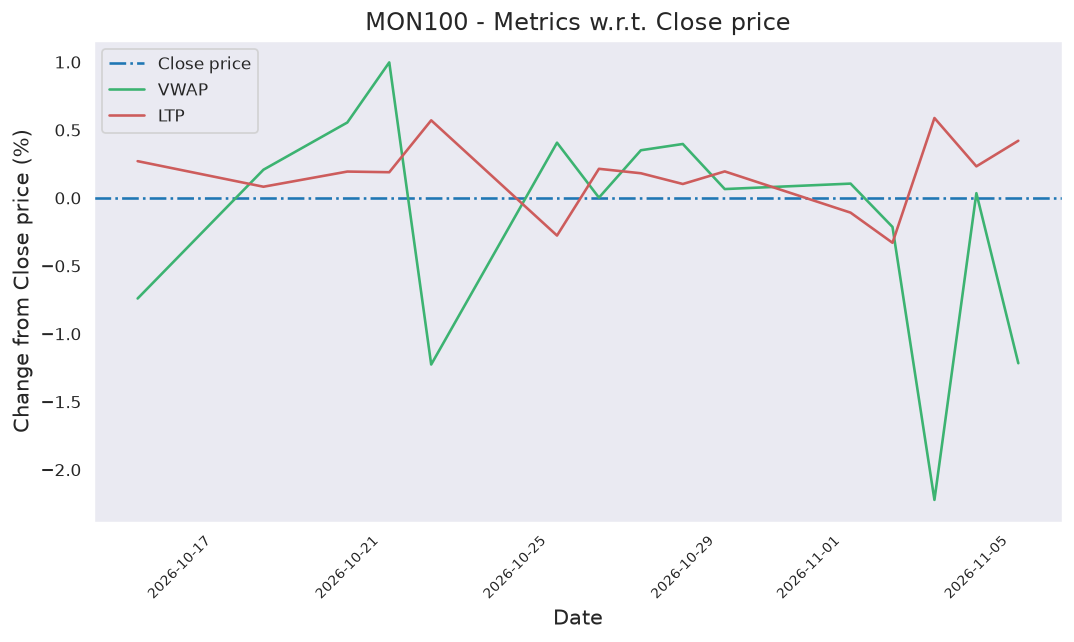 MON100 - Metrics w.r.t. Close price
Close price
VWAP
LTP
Change from Close price (%)
1.0
0.5
0.0
−0.5
−1.0
−1.5
−2.0
2026-10-17
2026-10-21
2026-10-25
2026-10-29
2026-11-01
2026-11-05
Date